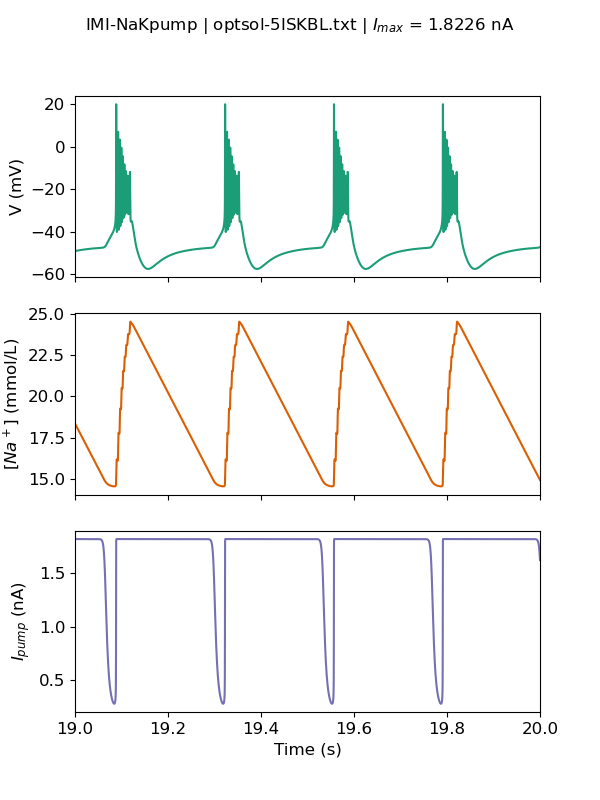 IMI-NaKpump | optsol-5ISKBL.txt | I_max = 1.8226 nA
20
0
−20
−40
−60
V (mV)
25.0
22.5
20.0
17.5
15.0
[Na⁺] (mmol/L)
1.5
1.0
0.5
I_pump (nA)
19.0 19.2 19.4 19.6 19.8 20.0
Time (s)